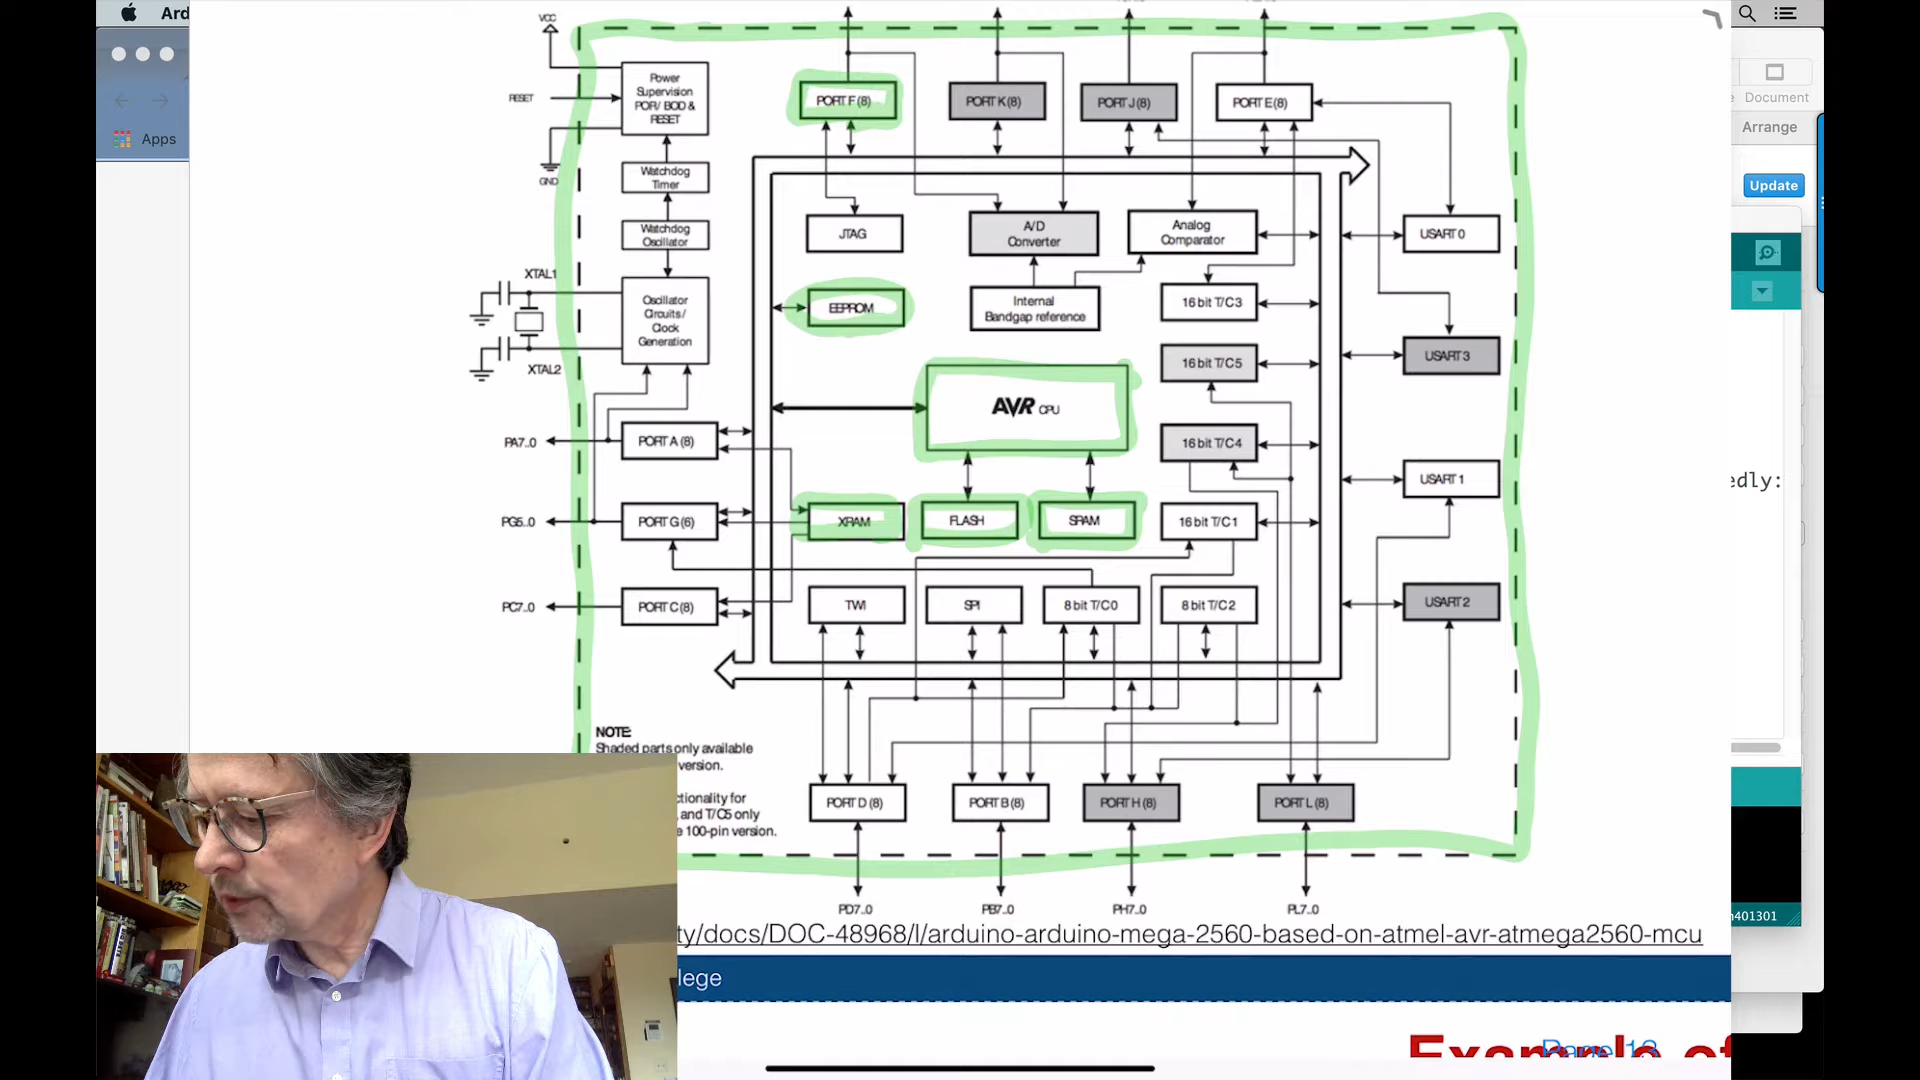 Ard
VCC
RESET
GND
Power
Supervision
POR/ BOD &
RESET
PORT F (8)
PORT K (8)
PORT J (8)
PORT E (8)
Document
Arrange
Apps
Update
Watchdog
Timer
Watchdog
Oscillator
JTAG
A/D
Converter
Analog
Comparator
USART 0
XTAL1
Oscillator
Circuits /
Clock
Generation
EEPROM
Internal
Bandgap reference
16 bit T/C3
XTAL2
16 bit T/C5
USART 3
AVR CPU
PA7..0
PORT A (8)
16 bit T/C4
USART 1
edly:
PG5..0
PORT G (6)
XRAM
FLASH
SRAM
16 bit T/C1
PC7..0
PORT C (8)
TWI
SPI
8 bit T/C0
8 bit T/C2
USART 2
NOTE:
Shaded parts only available
version.
ctionality for
and T/C5 only
e 100-pin version.
PORT D (8)
PORT B (8)
PORT H (8)
PORT L (8)
PD7..0
PB7..0
PH7..0
PL7..0
ty/docs/DOC-48968/l/arduino-arduino-mega-2560-based-on-atmel-avr-atmega2560-mcu
n401301
lege
Example of
Page 13